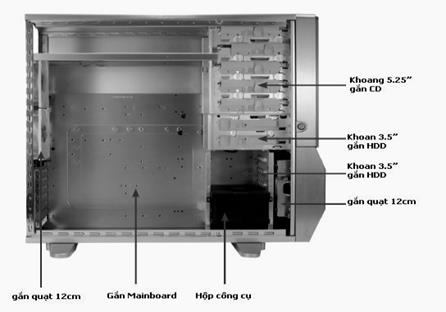 Khoang 5.25”
gắn CD
Khoan 3.5”
gắn HDD
Khoan 3.5”
gắn HDD
gắn quạt 12cm
gắn quạt 12cm
Gắn Mainboard
Hộp công cụ